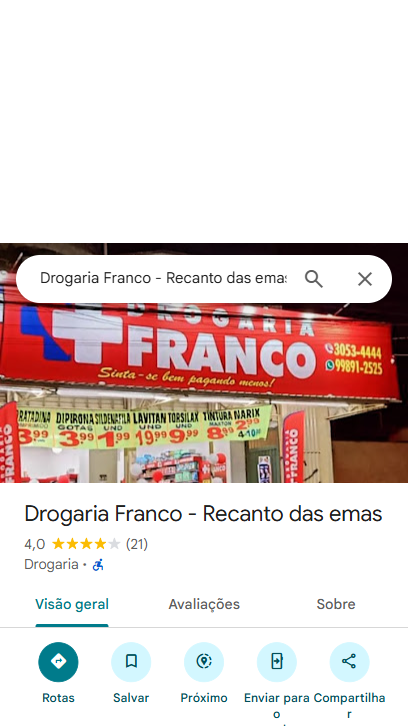 Drogaria Franco - Recanto das emas
DROGARIA
FRANCO
3053-4444
99891-2525
Sinta-se bem pagando menos!
DIPIRONA SILDENAFILA LAVITAN TORSILAX TINTURA NARIX
GOTAS UND UND UND
3,99 3,99 1,99 19,99 9,99 8,99 2,99
FRANCO
Drogaria Franco - Recanto das emas
4,0 (21)
Drogaria ·
Visão geral Avaliações Sobre
Rotas Salvar Próximo Enviar para o Compartilhar